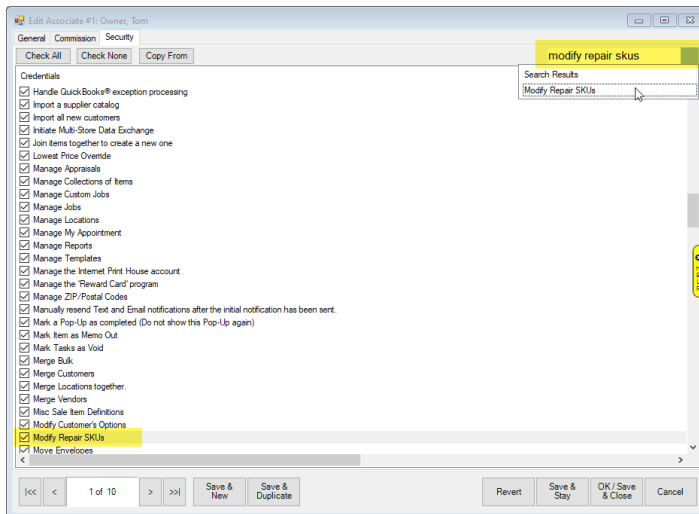 Edit Associate #1: Owner, Tom
General Commission Security
Check All Check None Copy From
modify repair skus
Search Results
Modify Repair SKUs
Credentials
Handle QuickBooks® exception processing
Import a supplier catalog
Import all new customers
Initiate Multi-Store Data Exchange
Join items together to create a new one
Lowest Price Override
Manage Appraisals
Manage Collections of Items
Manage Custom Jobs
Manage Jobs
Manage Locations
Manage My Appointment
Manage Reports
Manage Templates
Manage the Internet Print House account
Manage the 'Reward Card' program
Manage ZIP/Postal Codes
Manually resend Text and Email notifications after the initial notification has been sent.
Mark a Pop-Up as completed (Do not show this Pop-Up again)
Mark Item as Memo Out
Mark Tasks as Void
Merge Bulk
Merge Customers
Merge Locations together.
Merge Vendors
Misc Sale Item Definitions
Modify Customer's Options
Modify Repair SKUs
Move Envelopes
|<< < 1 of 10 > >>| Save & New Save & Duplicate Revert Save & Stay OK / Save & Close Cancel